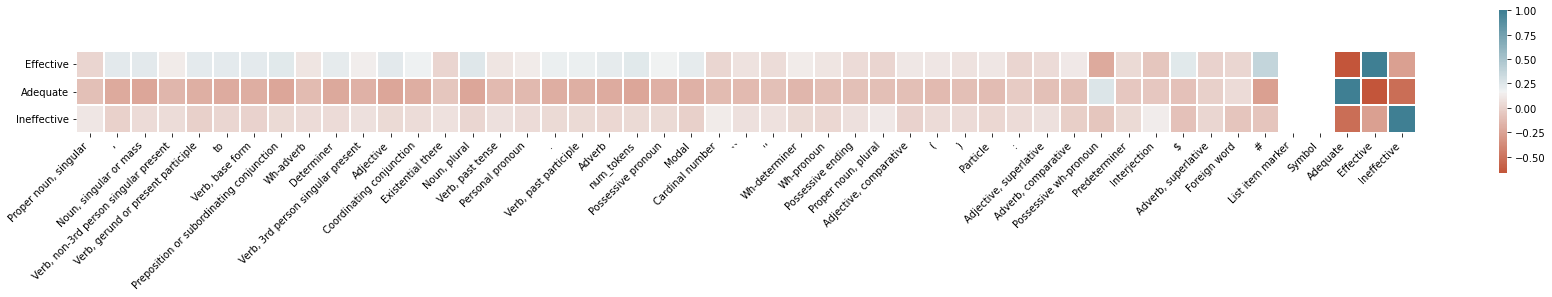 Effective
Adequate
Ineffective
Proper noun, singular
,
Noun, singular or mass
Verb, non-3rd person singular present
Verb, gerund or present participle
to
Verb, base form
Preposition or subordinating conjunction
Wh-adverb
Determiner
Verb, 3rd person singular present
Adjective
Coordinating conjunction
Existential there
Noun, plural
Verb, past tense
Personal pronoun
.
Verb, past participle
Adverb
num_tokens
Possessive pronoun
Modal
Cardinal number
``
''
Wh-determiner
Wh-pronoun
Possessive ending
Proper noun, plural
Adjective, comparative
(
)
Particle
:
Adjective, superlative
Adverb, comparative
Possessive wh-pronoun
Predeterminer
Interjection
$
Adverb, superlative
Foreign word
#
List item marker
Symbol
Adequate
Effective
Ineffective
1.00
0.75
0.50
0.25
0.00
−0.25
−0.50